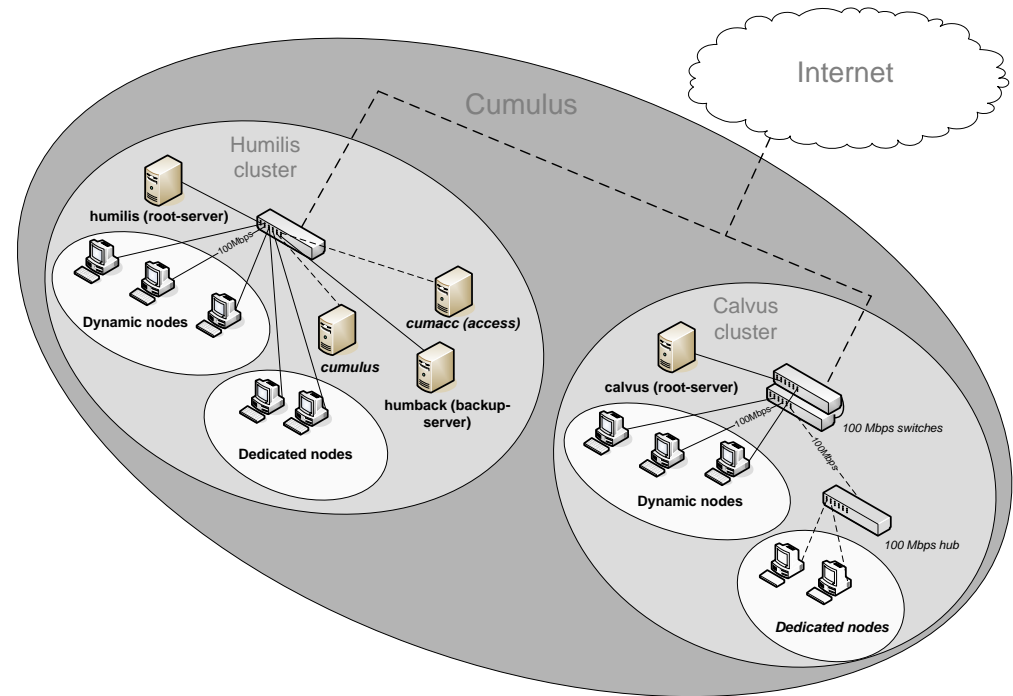 Internet
Cumulus
Humilis
cluster
humilis (root-server)
100Mbps
Dynamic nodes
cumacc (access)
cumulus
humback (backup-
server)
Dedicated nodes
Calvus
cluster
calvus (root-server)
100 Mbps switches
100Mbps
100Mbps
Dynamic nodes
100 Mbps hub
Dedicated nodes